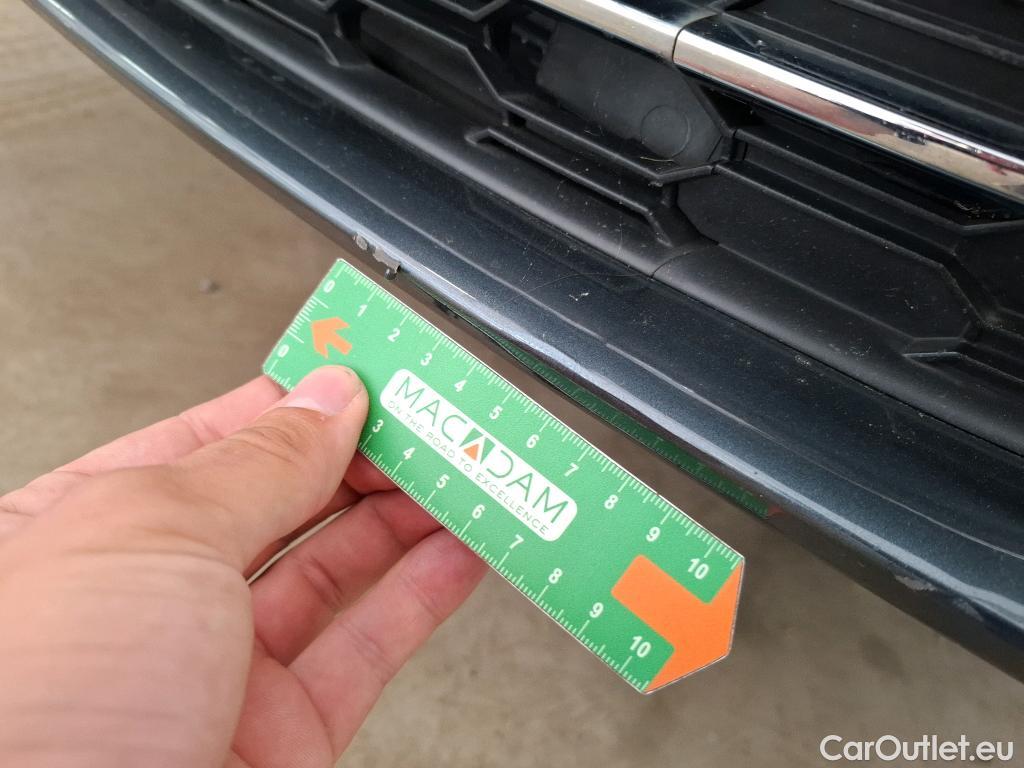 0 1 2 3 4 5 6 7 8 9 10
MACADAM
ON THE ROAD TO EXCELLENCE
0 3 4 5 6 7 8 9 10
CarOutlet.eu